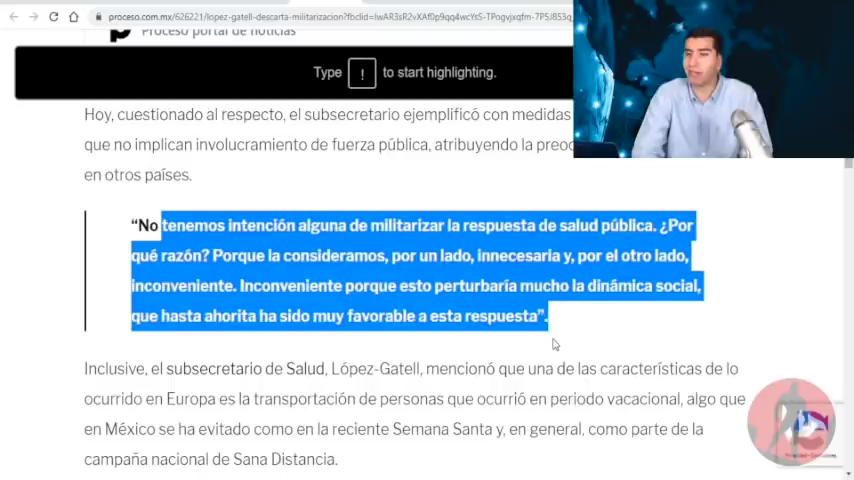 proceso.com.mx/626221/lopez-gatell-descarta-militarizacion?fbclid=IwAR3sR2vXAf0p9qq4wcYsS-TPogvjxqfm-7PSJ853q
Proceso portal de noticias
Type ! to start highlighting.
Hoy, cuestionado al respecto, el subsecretario ejemplificó con medidas
que no implican involucramiento de fuerza pública, atribuyendo la preoc
en otros países.
“No tenemos intención alguna de militarizar la respuesta de salud pública. ¿Por
qué razón? Porque la consideramos, por un lado, innecesaria y, por el otro lado,
inconveniente. Inconveniente porque esto perturbaría mucho la dinámica social,
que hasta ahorita ha sido muy favorable a esta respuesta”.
Inclusive, el subsecretario de Salud, López-Gatell, mencionó que una de las características de lo
ocurrido en Europa es la transportación de personas que ocurrió en periodo vacacional, algo que
en México se ha evitado como en la reciente Semana Santa y, en general, como parte de la
campaña nacional de Sana Distancia.